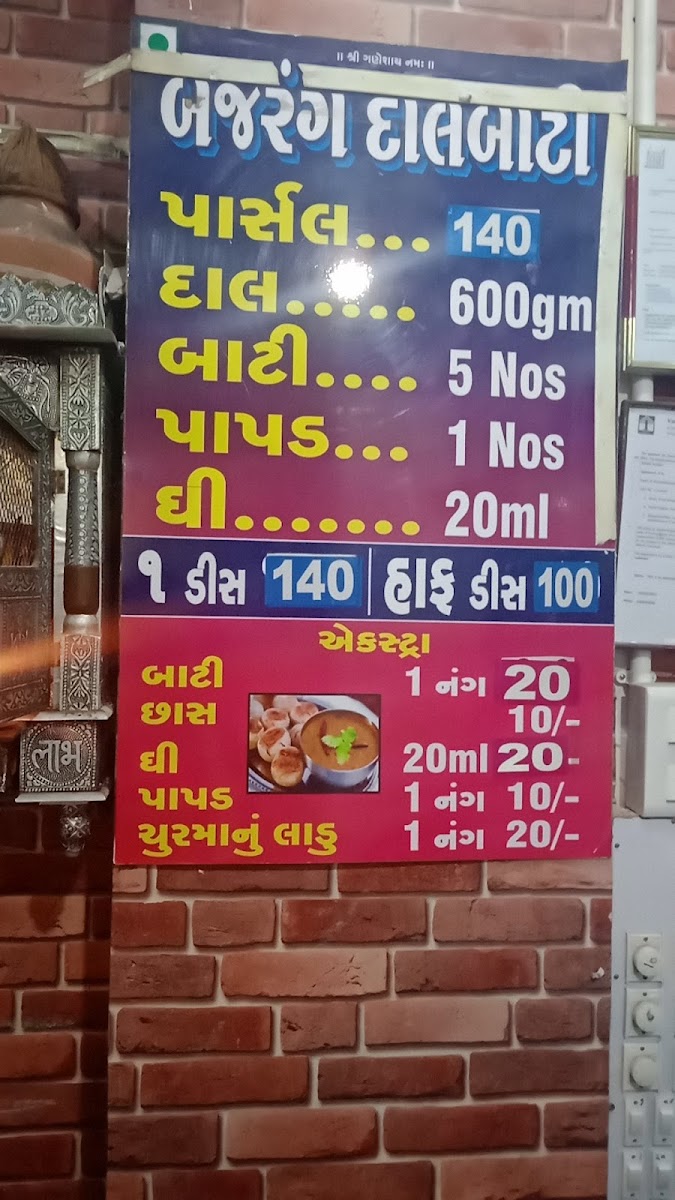 ॥ શ્રી ગણેશાય નમઃ ॥
બજરંગ દાલબાટી
પાર્સલ... 140
દાલ..... 600gm
બાટી.... 5 Nos
પાપડ... 1 Nos
ઘી....... 20ml
૧ ડીસ 140 હાફ ડીસ 100
એકસ્ટ્રા
બાટી 1 નંગ 20
છાસ 10/-
ઘી 20ml 20-
પાપડ 1 નંગ 10/-
ચુરમાનું લાડુ 1 નંગ 20/-
લાભ